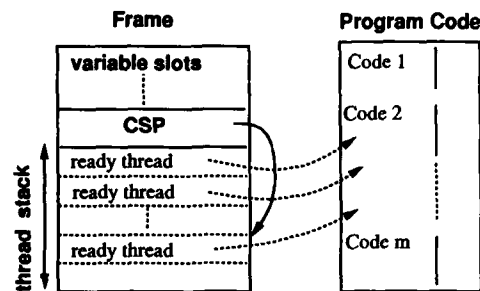 Frame
Program Code
variable slots
CSP
thread stack
ready thread
ready thread
ready thread
Code 1
Code 2
Code m